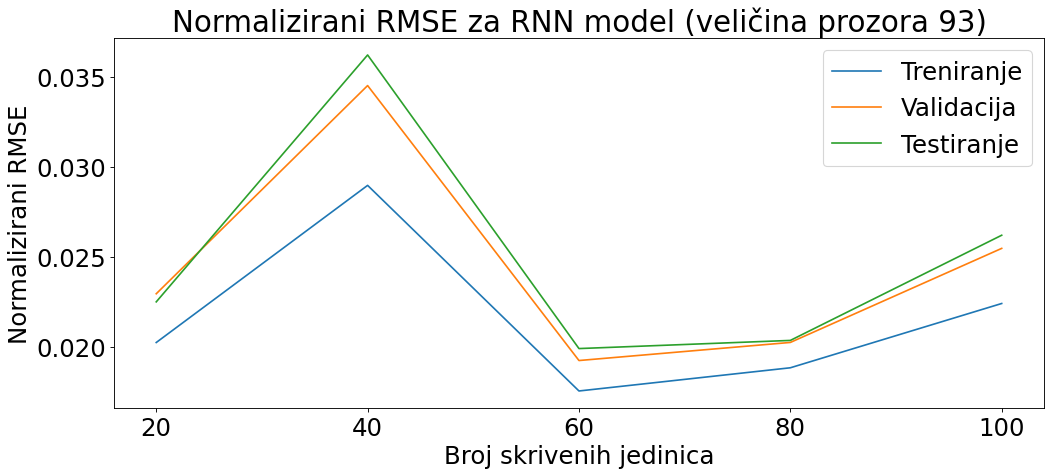 Normalizirani RMSE za RNN model (veličina prozora 93)
Normalizirani RMSE
0.035
0.030
0.025
0.020
Treniranje
Validacija
Testiranje
20 40 60 80 100
Broj skrivenih jedinica